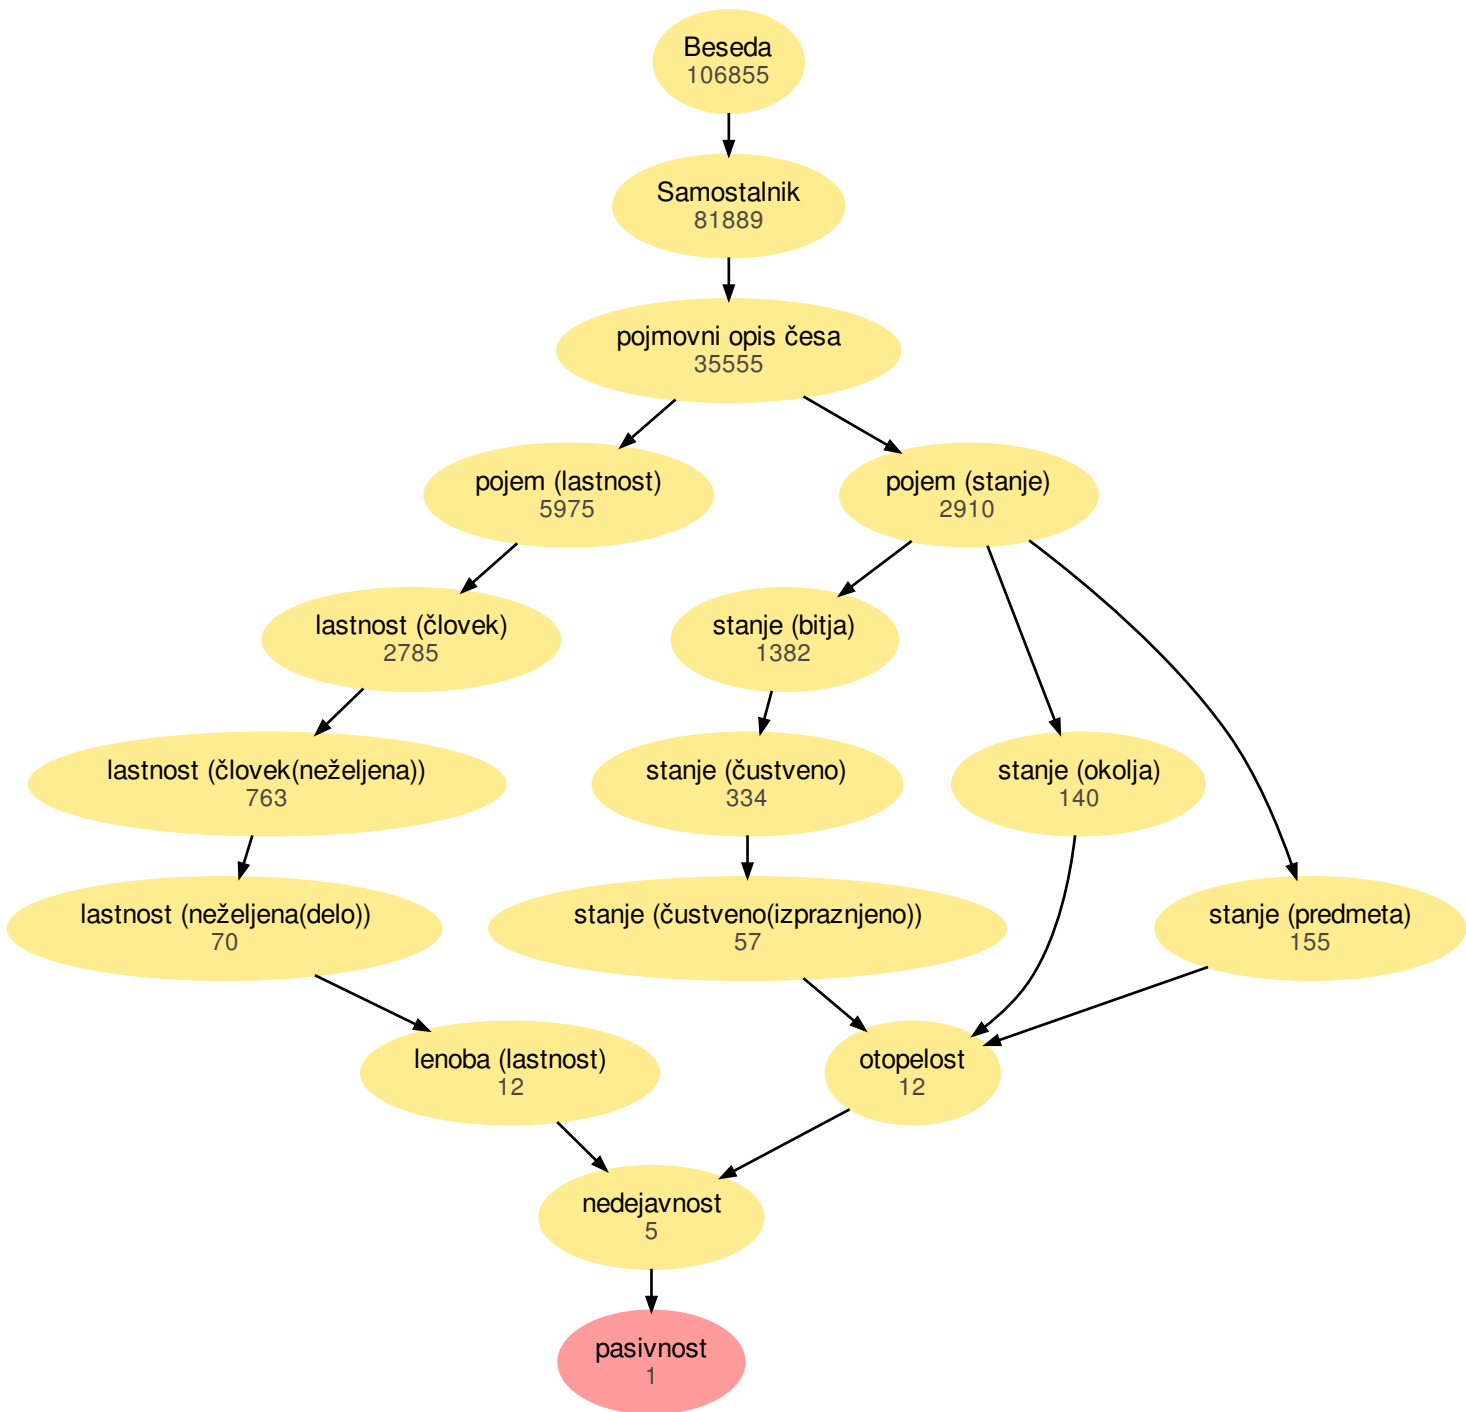 Beseda
106855
Samostalnik
81889
pojmovni opis česa
35555
pojem (lastnost)
5975
pojem (stanje)
2910
lastnost (človek)
2785
stanje (bitja)
1382
lastnost (človek(neželjena))
763
stanje (čustveno)
334
stanje (okolja)
140
lastnost (neželjena(delo))
70
stanje (čustveno(izpraznjeno))
57
stanje (predmeta)
155
lenoba (lastnost)
12
otopelost
12
nedejavnost
5
pasivnost
1